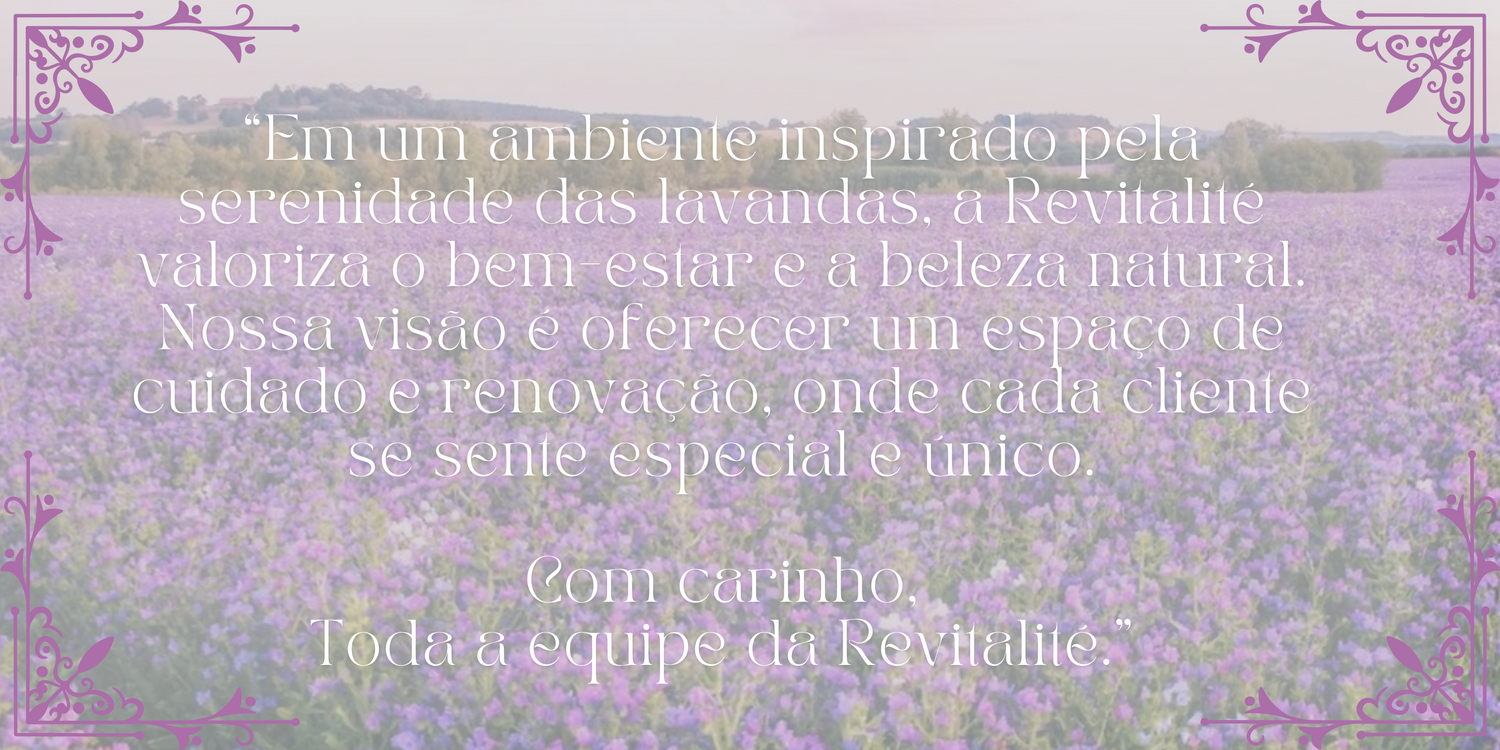 “Em um ambiente inspirado pela
serenidade das lavandas, a Revitalité
valoriza o bem-estar e a beleza natural.
Nossa visão é oferecer um espaço de
cuidado e renovação, onde cada cliente
se sente especial e único.
Com carinho,
Toda a equipe da Revitalité.”